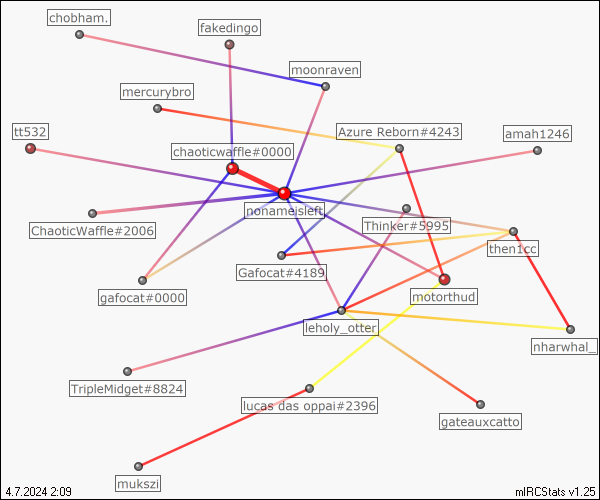 chobham.
fakedingo
moonraven
mercurybro
tt532
Azure Reborn#4243
amah1246
chaoticwaffle#0000
nonameisleft
ChaoticWaffle#2006
Thinker#5995
then1cc
Gafocat#4189
gafocat#0000
motorthud
leholy_otter
nharwhal_
TripleMidget#8824
lucas das oppai#2396
gateauxcatto
mukszi
4.7.2024 2:09
mIRCStats v1.25